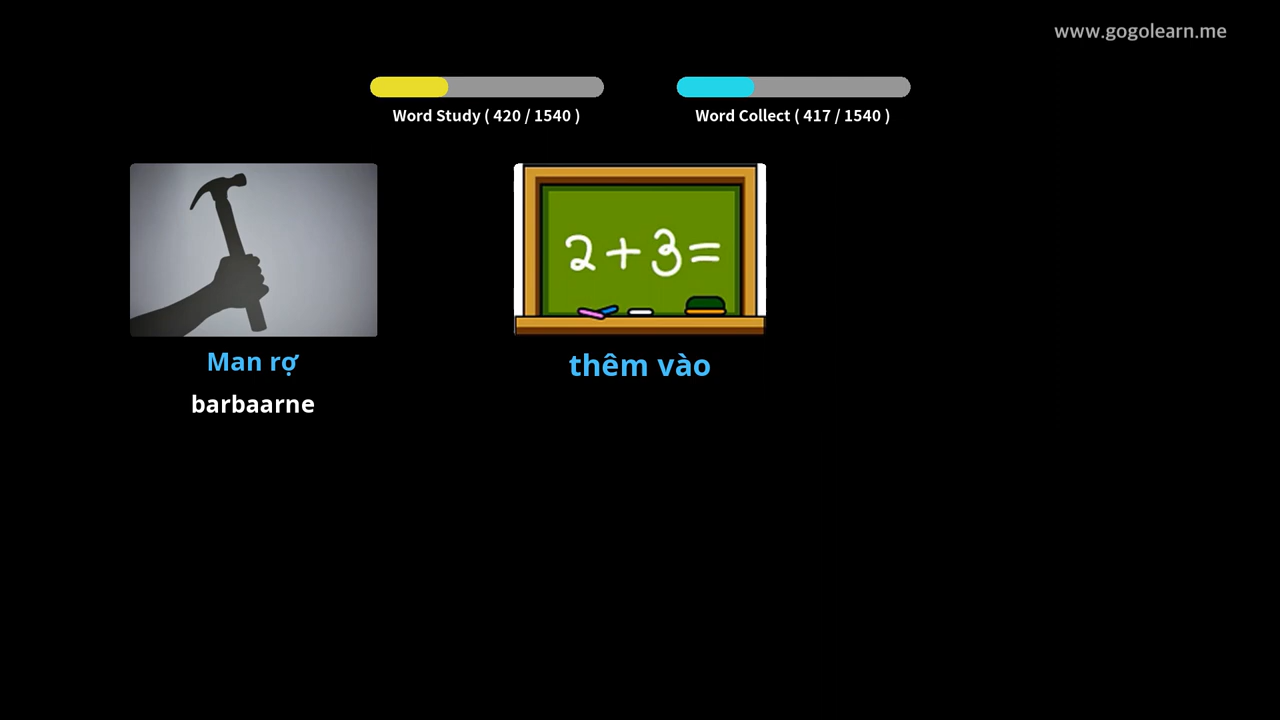 www.gogolearn.me
Word Study ( 420 / 1540 )
Word Collect ( 417 / 1540 )
2+3=
Man rợ
thêm vào
barbaarne